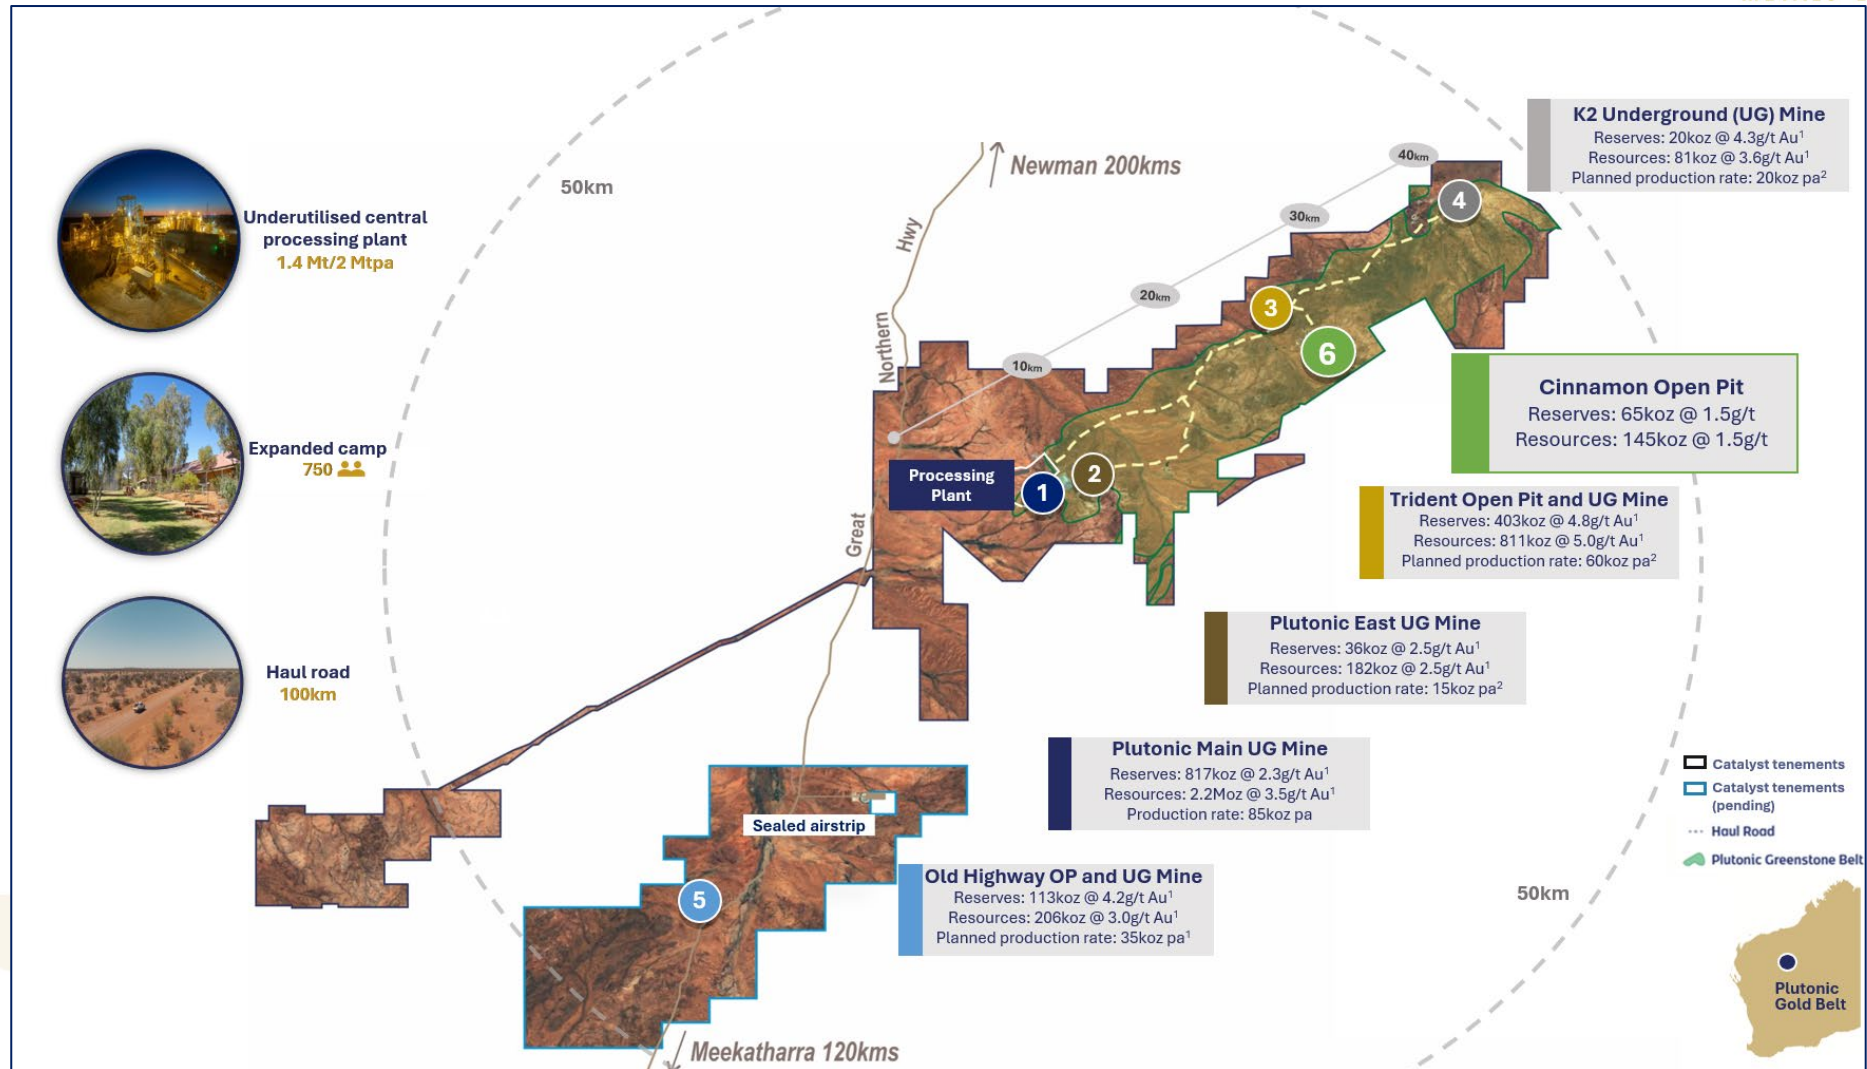 Underutilised central
processing plant
1.4 Mt/2 Mtpa
Expanded camp
750
Haul road
100km
50km
Newman 200kms
Great
Northern
Hwy
10km
20km
30km
40km
Processing
Plant
1
2
3
4
5
6
K2 Underground (UG) Mine
Reserves: 20koz @ 4.3g/t Au¹
Resources: 81koz @ 3.6g/t Au¹
Planned production rate: 20koz pa²
Cinnamon Open Pit
Reserves: 65koz @ 1.5g/t
Resources: 145koz @ 1.5g/t
Trident Open Pit and UG Mine
Reserves: 403koz @ 4.8g/t Au¹
Resources: 811koz @ 5.0g/t Au¹
Planned production rate: 60koz pa²
Plutonic East UG Mine
Reserves: 36koz @ 2.5g/t Au¹
Resources: 182koz @ 2.5g/t Au¹
Planned production rate: 15koz pa²
Plutonic Main UG Mine
Reserves: 817koz @ 2.3g/t Au¹
Resources: 2.2Moz @ 3.5g/t Au¹
Production rate: 85koz pa
Sealed airstrip
Old Highway OP and UG Mine
Reserves: 113koz @ 4.2g/t Au¹
Resources: 206koz @ 3.0g/t Au¹
Planned production rate: 35koz pa¹
Meekatharra 120kms
50km
Catalyst tenements
Catalyst tenements
(pending)
Haul Road
Plutonic Greenstone Belt
Plutonic
Gold Belt